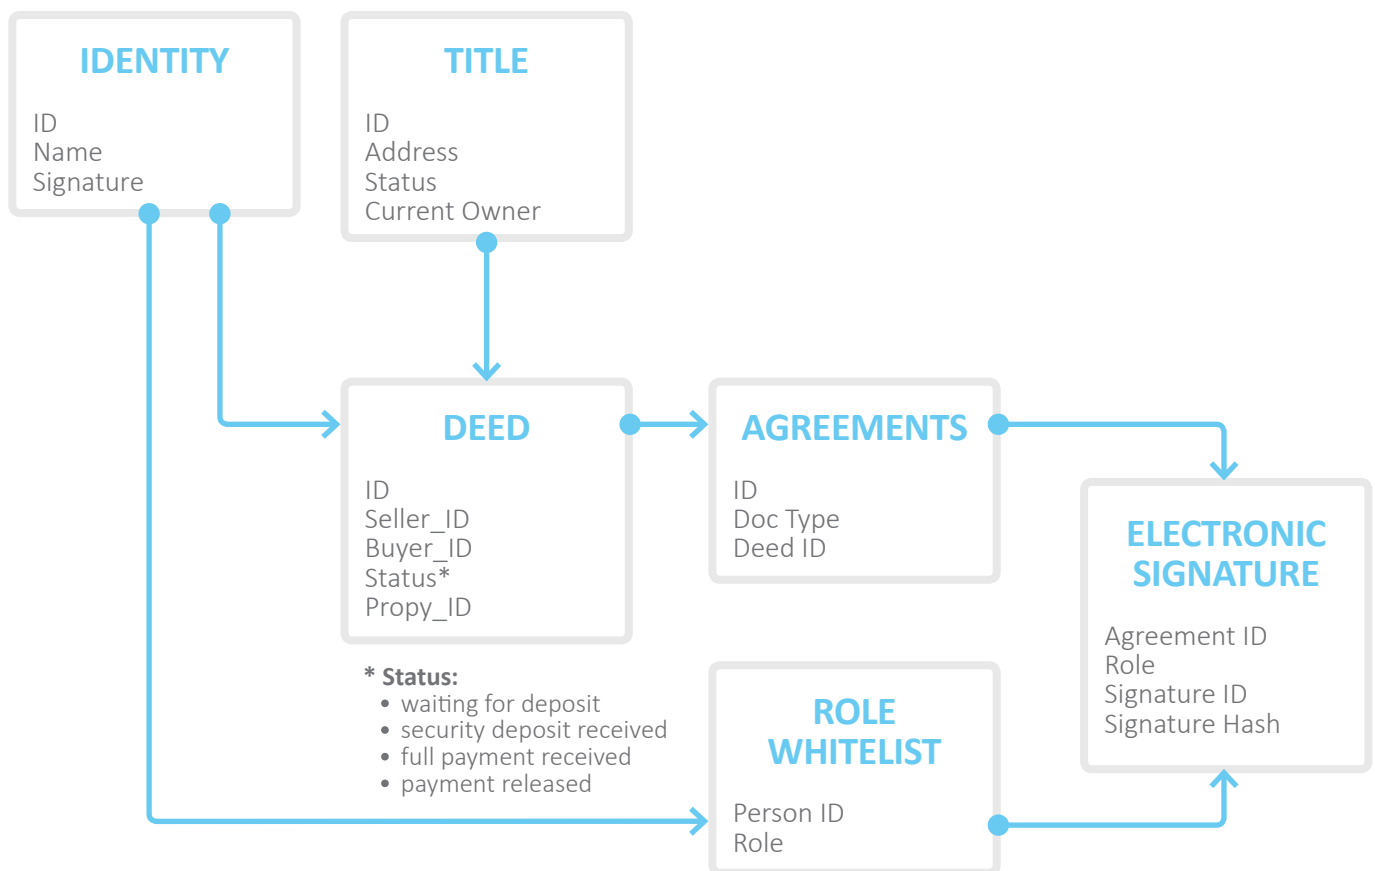 IDENTITY
ID
Name
Signature
TITLE
ID
Address
Status
Current Owner
DEED
ID
Seller_ID
Buyer_ID
Status*
Propy_ID
* Status:
• waiting for deposit
• security deposit received
• full payment received
• payment released
AGREEMENTS
ID
Doc Type
Deed ID
ROLE
WHITELIST
Person ID
Role
ELECTRONIC
SIGNATURE
Agreement ID
Role
Signature ID
Signature Hash